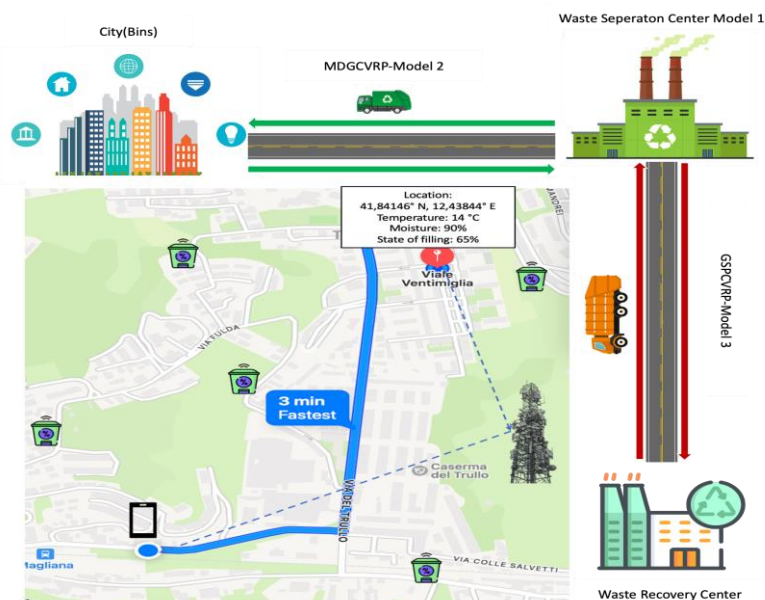 City(Bins)
Waste Seperaton Center Model 1
MDGCVRP-Model 2
Location:
41,84146° N, 12,43844° E
Temperature: 14 °C
Moisture: 90%
State of filling: 65%
Viale
Ventimiglia
VIA FULDA
3 min
Fastest
Caserma
del Trullo
VIA DEL TRULLO
VIA COLLE SALVETTI
Magliana
GSPCVRP-Model 3
Waste Recovery Center